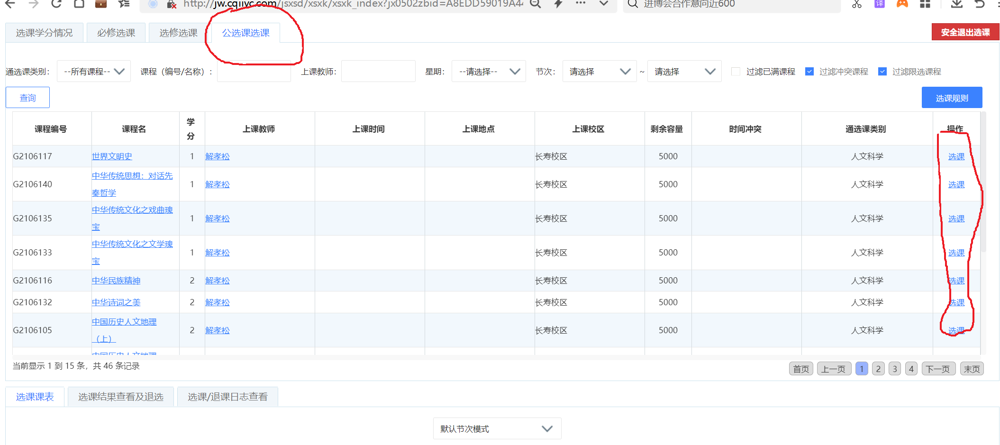 http://jw.cqiivc.com/jsxsd/xsxk/xsxk_index?jx0502zbid=A8EDD59019A44 进博会合作意向近600 译
选课学分情况 必修选课 选修选课 公选课选课 安全退出选课
通选课类别： --所有课程-- 课程（编号/名称）： 上课教师： 星期： --请选择-- 节次： 请选择 ~ 请选择 过滤已满课程 过滤冲突课程 过滤限选课程
查询 选课规则
课程编号 课程名 学分 上课教师 上课时间 上课地点 上课校区 剩余容量 时间冲突 通选课类别 操作
G2106117 世界文明史 1 解孝松 长寿校区 5000 人文科学 选课
G2106140 中华传统思想：对话先秦哲学 1 解孝松 长寿校区 5000 人文科学 选课
G2106135 中华传统文化之戏曲瑰宝 1 解孝松 长寿校区 5000 人文科学 选课
G2106133 中华传统文化之文学瑰宝 1 解孝松 长寿校区 5000 人文科学 选课
G2106116 中华民族精神 2 解孝松 长寿校区 5000 人文科学 选课
G2106132 中华诗词之美 2 解孝松 长寿校区 5000 人文科学 选课
G2106105 中国历史人文地理（上） 2 解孝松 长寿校区 5000 人文科学 选课
中国历史人文地理
当前显示 1 到 15 条，共 46 条记录 首页 上一页 1 2 3 4 下一页 末页
选课课表 选课结果查看及退选 选课/退课日志查看
默认节次模式